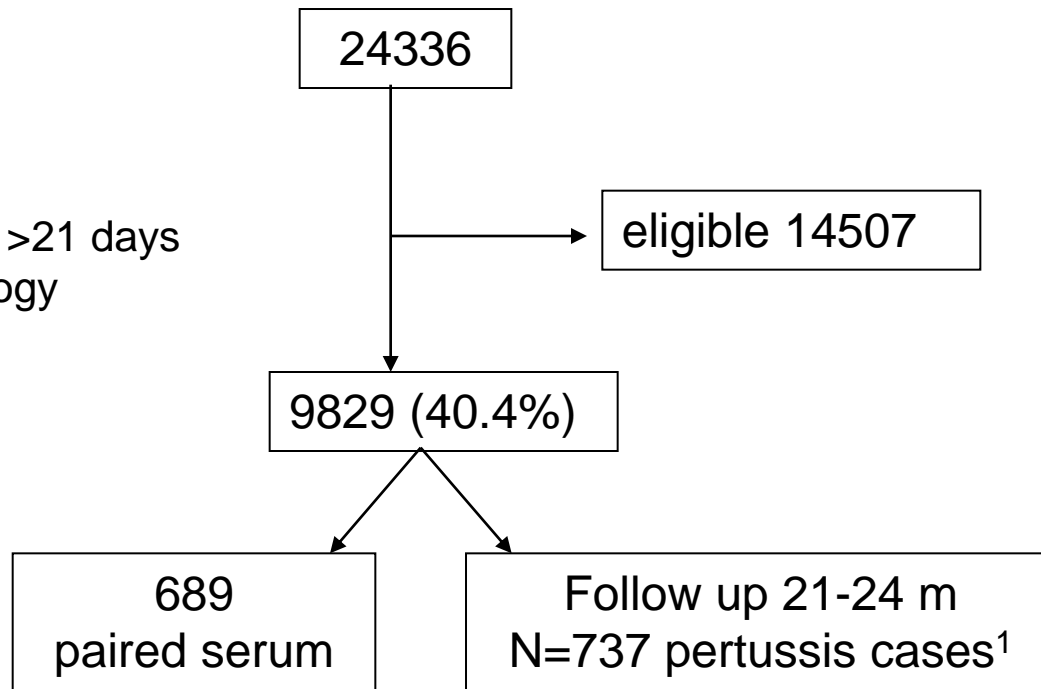 24336
eligible 14507
>21 days
ogy
9829 (40.4%)
689
paired serum
Follow up 21-24 m
N=737 pertussis cases¹